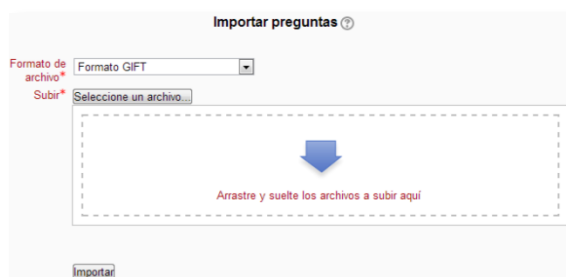 Importar preguntas
Formato de archivo*
Formato GIFT
Subir*
Seleccione un archivo...
Arrastre y suelte los archivos a subir aquí
Importar